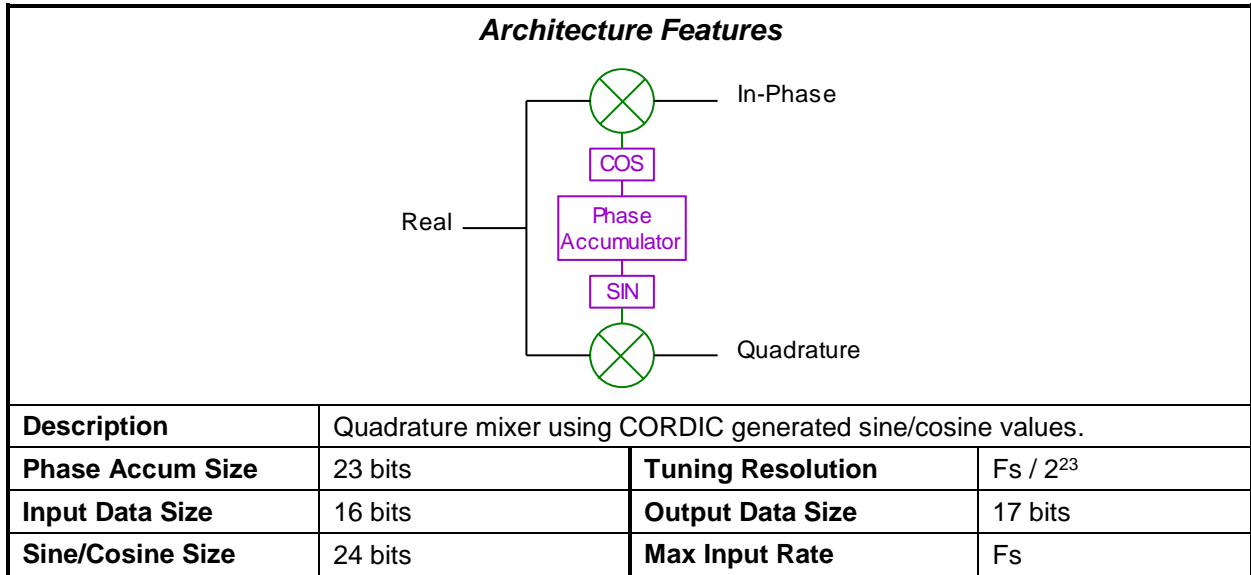 Architecture Features
In-Phase
COS
Real
Phase
Accumulator
SIN
Quadrature
Description Quadrature mixer using CORDIC generated sine/cosine values.
Phase Accum Size 23 bits Tuning Resolution Fs / 2²³
Input Data Size 16 bits Output Data Size 17 bits
Sine/Cosine Size 24 bits Max Input Rate Fs